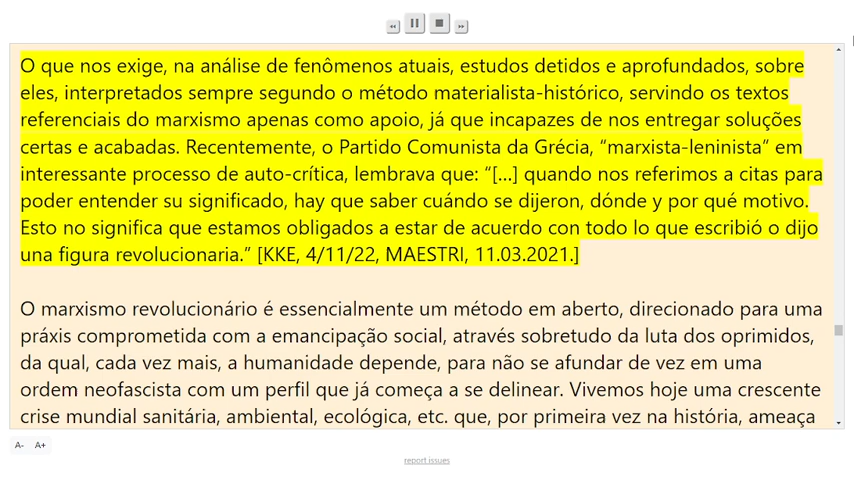 O que nos exige, na análise de fenômenos atuais, estudos detidos e aprofundados, sobre
eles, interpretados sempre segundo o método materialista-histórico, servindo os textos
referenciais do marxismo apenas como apoio, já que incapazes de nos entregar soluções
certas e acabadas. Recentemente, o Partido Comunista da Grécia, “marxista-leninista” em
interessante processo de auto-crítica, lembrava que: “[...] quando nos referimos a citas para
poder entender su significado, hay que saber cuándo se dijeron, dónde y por qué motivo.
Esto no significa que estamos obligados a estar de acuerdo con todo lo que escribió o dijo
una figura revolucionaria.” [KKE, 4/11/22, MAESTRI, 11.03.2021.]
O marxismo revolucionário é essencialmente um método em aberto, direcionado para uma
práxis comprometida com a emancipação social, através sobretudo da luta dos oprimidos,
da qual, cada vez mais, a humanidade depende, para não se afundar de vez em uma
ordem neofascista com um perfil que já começa a se delinear. Vivemos hoje uma crescente
crise mundial sanitária, ambiental, ecológica, etc. que, por primeira vez na história, ameaça
A- A+
report issues